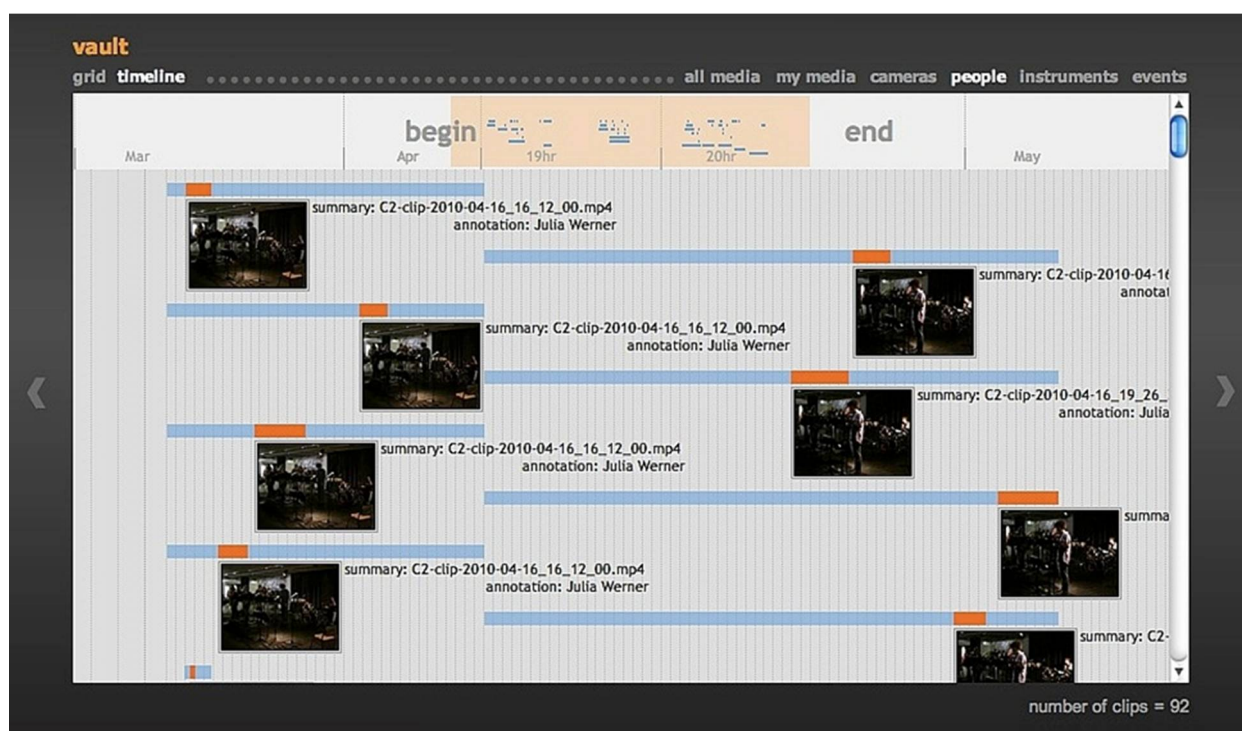 vault
grid timeline all media my media cameras people instruments events
begin end
Mar Apr 19hr 20hr May
summary: C2-clip-2010-04-16_16_12_00.mp4
annotation: Julia Werner
summary: C2-clip-2010-04-16
annotat
summary: C2-clip-2010-04-16_16_12_00.mp4
annotation: Julia Werner
summary: C2-clip-2010-04-16_19_26_
annotation: Julia
summary: C2-clip-2010-04-16_16_12_00.mp4
annotation: Julia Werner
summa
summary: C2-clip-2010-04-16_16_12_00.mp4
annotation: Julia Werner
summary: C2-
number of clips = 92